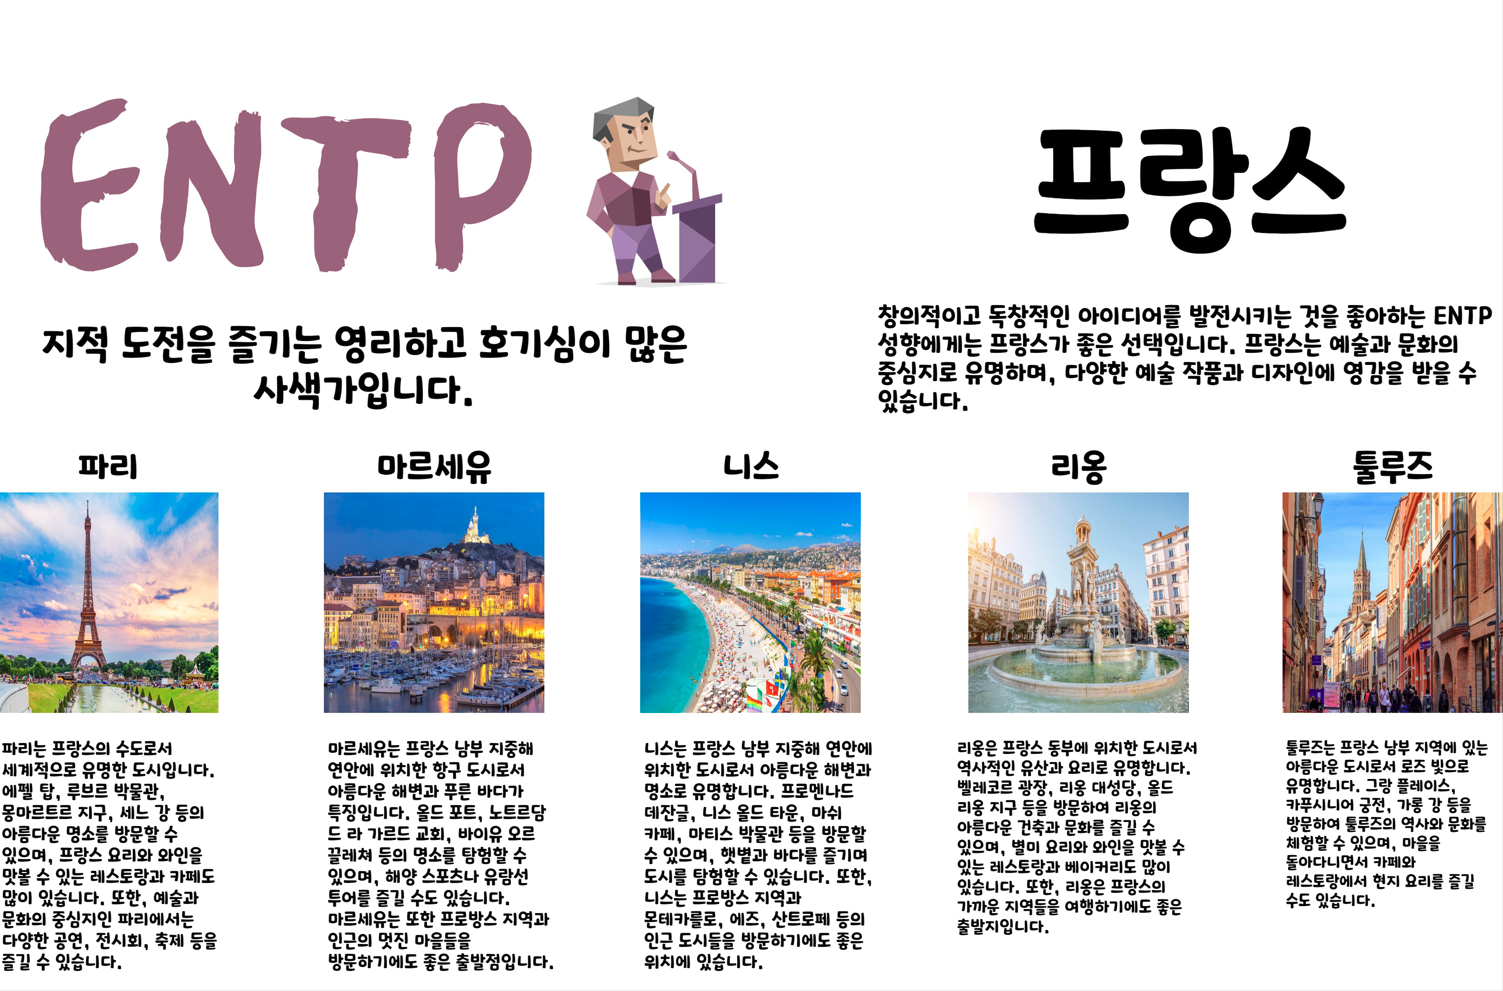 ENTP
프랑스
지적 도전을 즐기는 영리하고 호기심이 많은
사색가입니다.
창의적이고 독창적인 아이디어를 발전시키는 것을 좋아하는 ENTP
성향에게는 프랑스가 좋은 선택입니다. 프랑스는 예술과 문화의
중심지로 유명하며, 다양한 예술 작품과 디자인에 영감을 받을 수
있습니다.
파리
파리는 프랑스의 수도로서
세계적으로 유명한 도시입니다.
에펠 탑, 루브르 박물관,
몽마르트르 지구, 세느 강 등의
아름다운 명소를 방문할 수
있으며, 프랑스 요리와 와인을
맛볼 수 있는 레스토랑과 카페도
많이 있습니다. 또한, 예술과
문화의 중심지인 파리에서는
다양한 공연, 전시회, 축제 등을
즐길 수 있습니다.
마르세유
마르세유는 프랑스 남부 지중해
연안에 위치한 항구 도시로서
아름다운 해변과 푸른 바다가
특징입니다. 올드 포트, 노트르담
드 라 가르드 교회, 바이유 오르
끌레쳐 등의 명소를 탐험할 수
있으며, 해양 스포츠나 유람선
투어를 즐길 수도 있습니다.
마르세유는 또한 프로방스 지역과
인근의 멋진 마을들을
방문하기에도 좋은 출발점입니다.
니스
니스는 프랑스 남부 지중해 연안에
위치한 도시로서 아름다운 해변과
명소로 유명합니다. 프로멘나드
데잔글, 니스 올드 타운, 마쉬
카페, 마티스 박물관 등을 방문할
수 있으며, 햇볕과 바다를 즐기며
도시를 탐험할 수 있습니다. 또한,
니스는 프로방스 지역과
몬테카를로, 에즈, 산트로페 등의
인근 도시들을 방문하기에도 좋은
위치에 있습니다.
리옹
리옹은 프랑스 동부에 위치한 도시로서
역사적인 유산과 요리로 유명합니다.
벨레코르 광장, 리옹 대성당, 올드
리옹 지구 등을 방문하여 리옹의
아름다운 건축과 문화를 즐길 수
있으며, 별미 요리와 와인을 맛볼 수
있는 레스토랑과 베이커리도 많이
있습니다. 또한, 리옹은 프랑스의
가까운 지역들을 여행하기에도 좋은
출발지입니다.
툴루즈
툴루즈는 프랑스 남부 지역에 있는
아름다운 도시로서 로즈 빛으로
유명합니다. 그랑 플레이스,
카푸시니어 궁전, 가롱 강 등을
방문하여 툴루즈의 역사와 문화를
체험할 수 있으며, 마을을
돌아다니면서 카페와
레스토랑에서 현지 요리를 즐길
수도 있습니다.